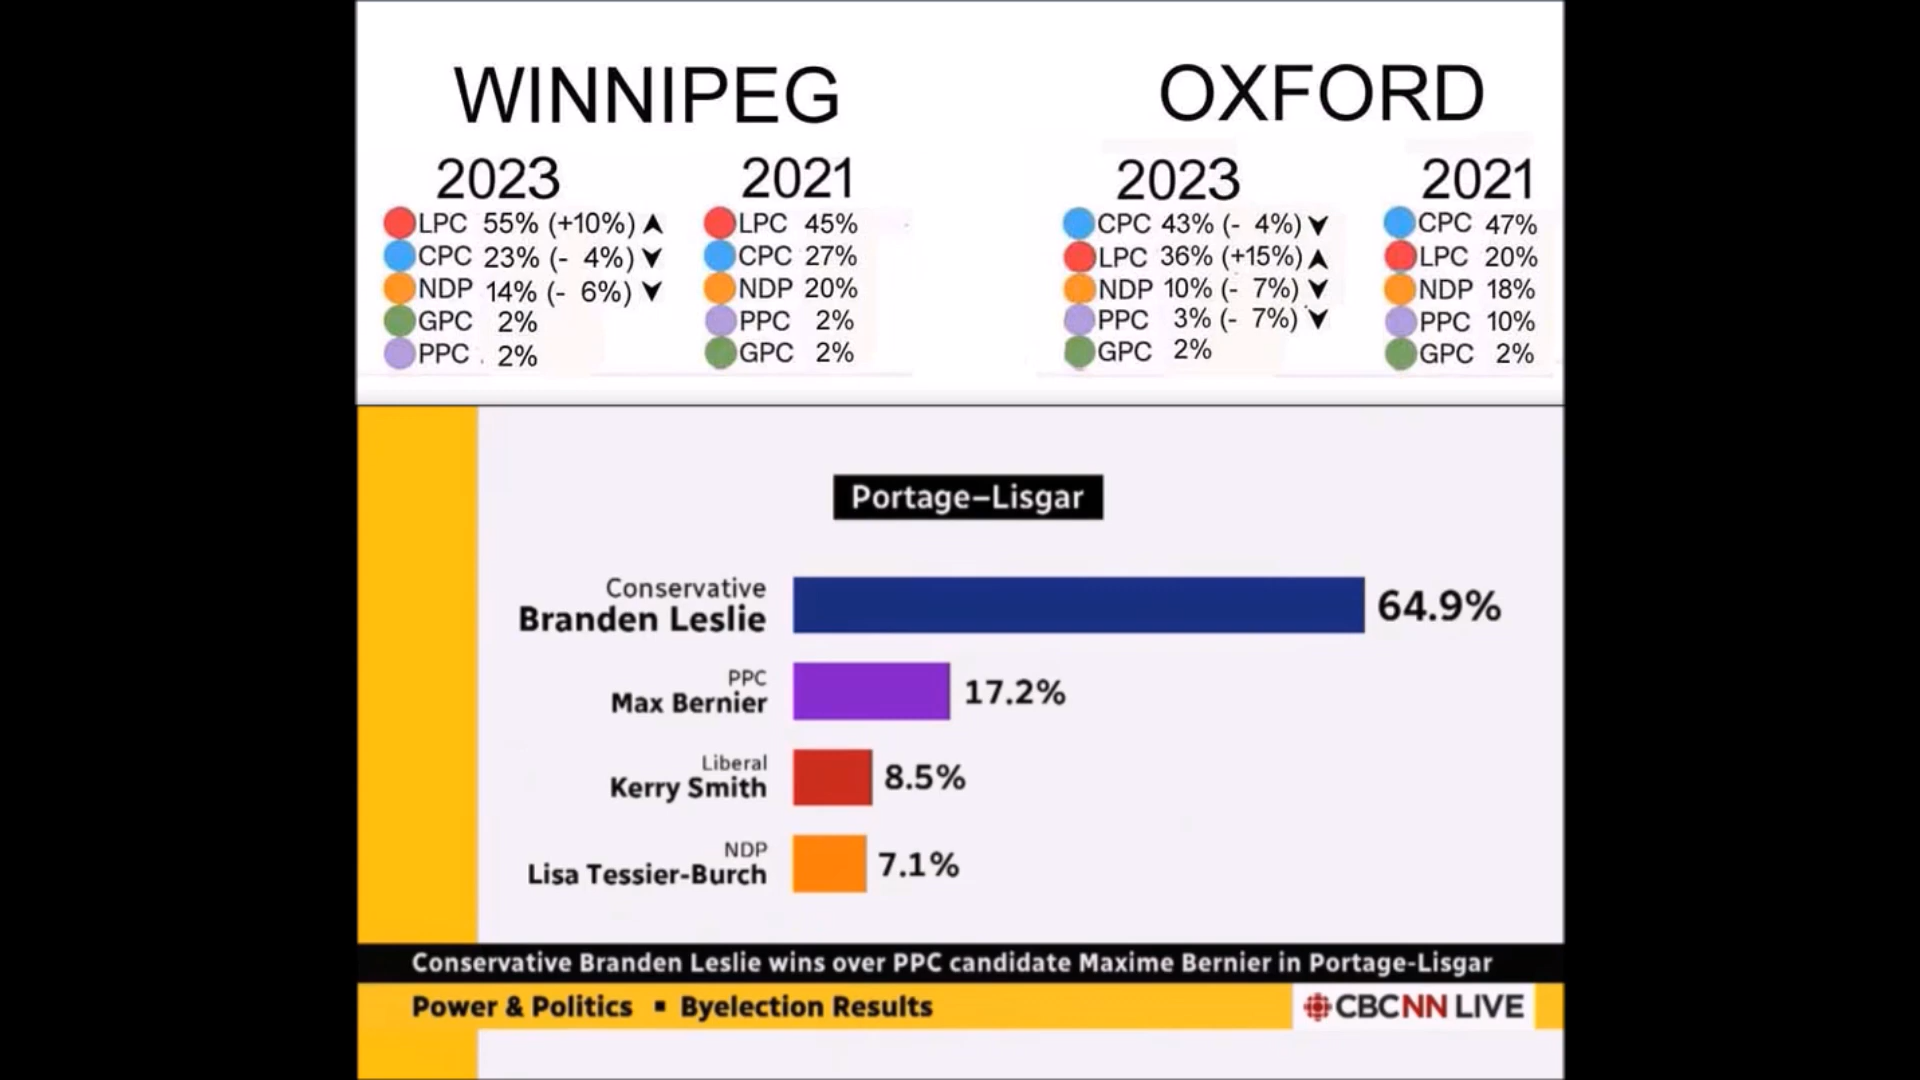 WINNIPEG
2023
LPC 55% (+10%)
CPC 23% (- 4%)
NDP 14% (- 6%)
GPC 2%
PPC . 2%
2021
LPC 45%
CPC 27%
NDP 20%
PPC 2%
GPC 2%
OXFORD
2023
CPC 43% (- 4%)
LPC 36% (+15%)
NDP 10% (- 7%)
PPC 3% (- 7%)
GPC 2%
2021
CPC 47%
LPC 20%
NDP 18%
PPC 10%
GPC 2%
Portage–Lisgar
Conservative
Branden Leslie 64.9%
PPC
Max Bernier 17.2%
Liberal
Kerry Smith 8.5%
NDP
Lisa Tessier-Burch 7.1%
Conservative Branden Leslie wins over PPC candidate Maxime Bernier in Portage-Lisgar
Power & Politics ▪ Byelection Results
CBCNN LIVE